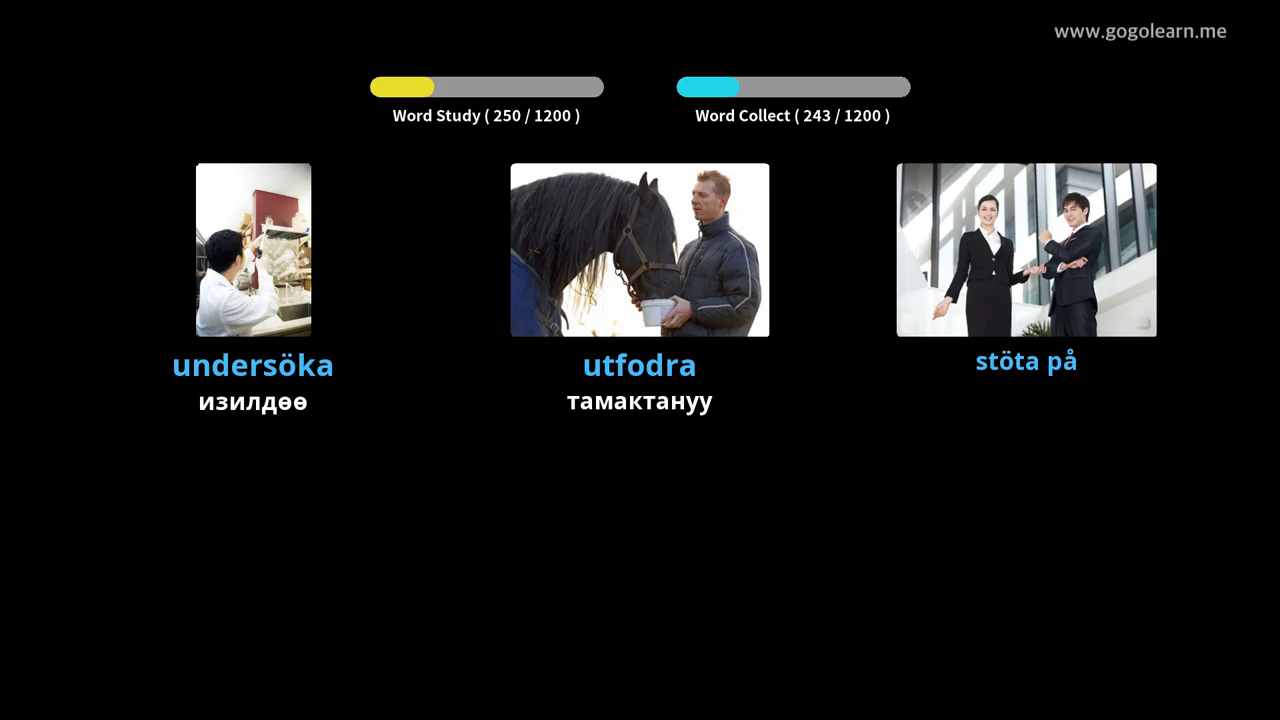 www.gogolearn.me
Word Study ( 250 / 1200 )
Word Collect ( 243 / 1200 )
undersöka
изилдөө
utfodra
тамактануу
stöta på